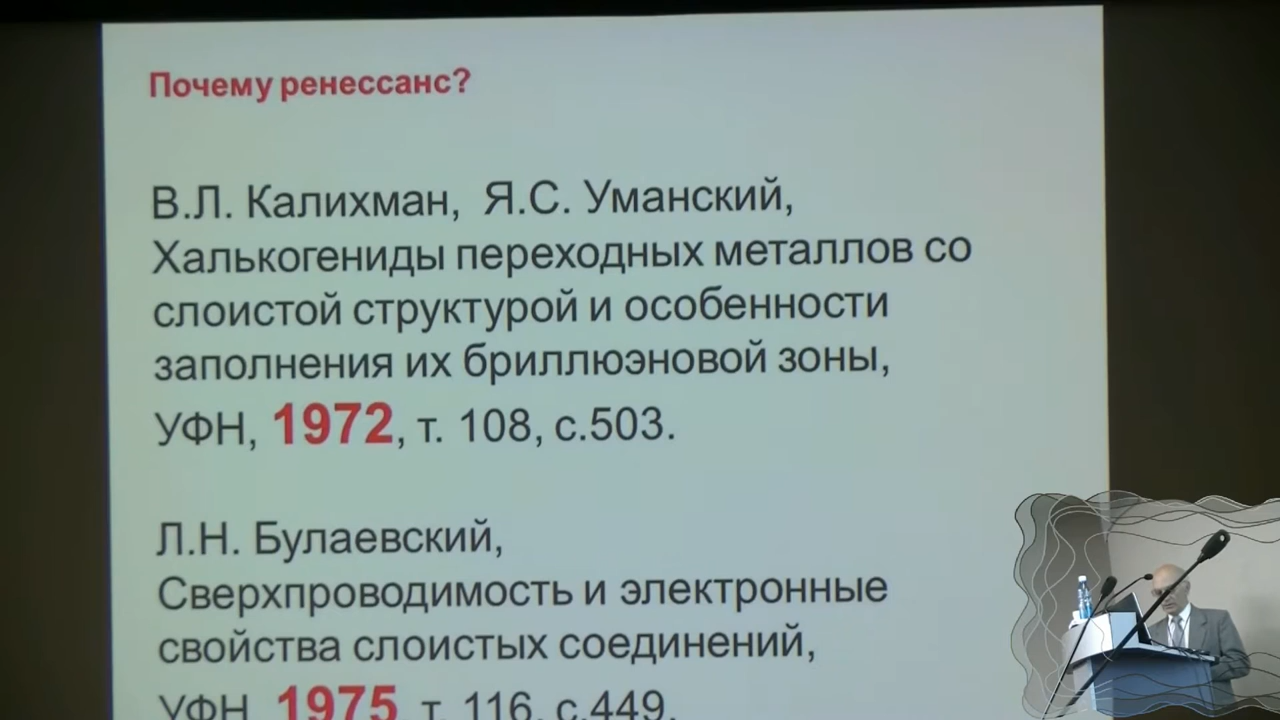 Почему ренессанс?
В.Л. Калихман, Я.С. Уманский,
Халькогениды переходных металлов со
слоистой структурой и особенности
заполнения их бриллюэновой зоны,
УФН, 1972, т. 108, с.503.
Л.Н. Булаевский,
Сверхпроводимость и электронные
свойства слоистых соединений,
УФН, 1975, т. 116, с.449.